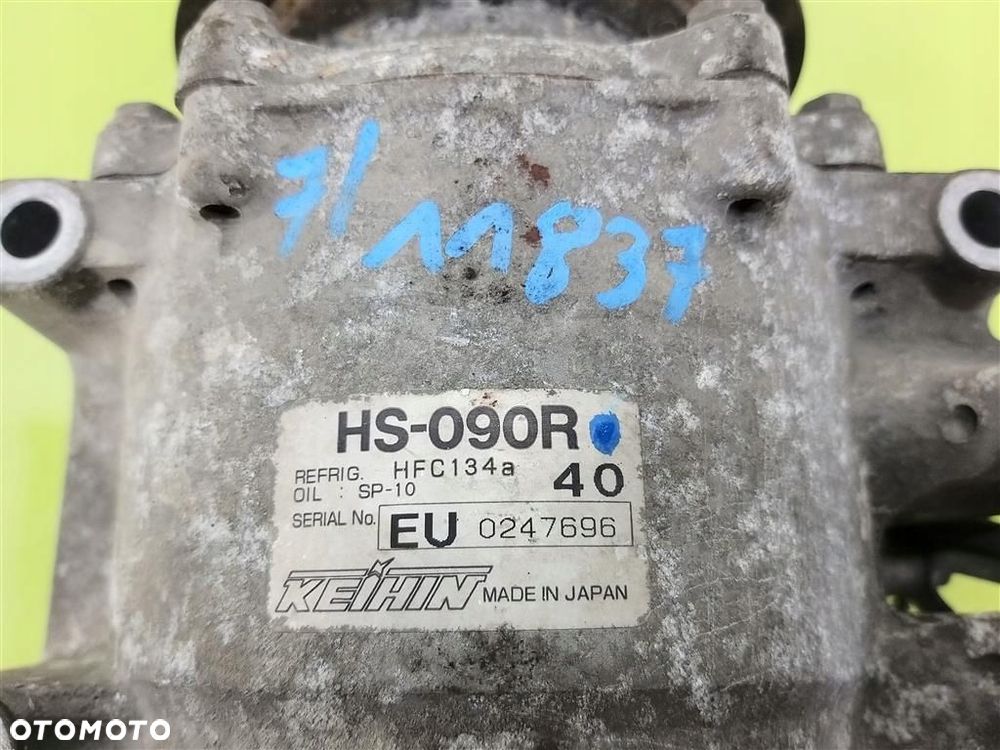 7/11837
HS-090R
REFRIG. HFC134a
OIL : SP-10 40
SERIAL No. EU 0247696
KEIHIN MADE IN JAPAN
OTOMOTO